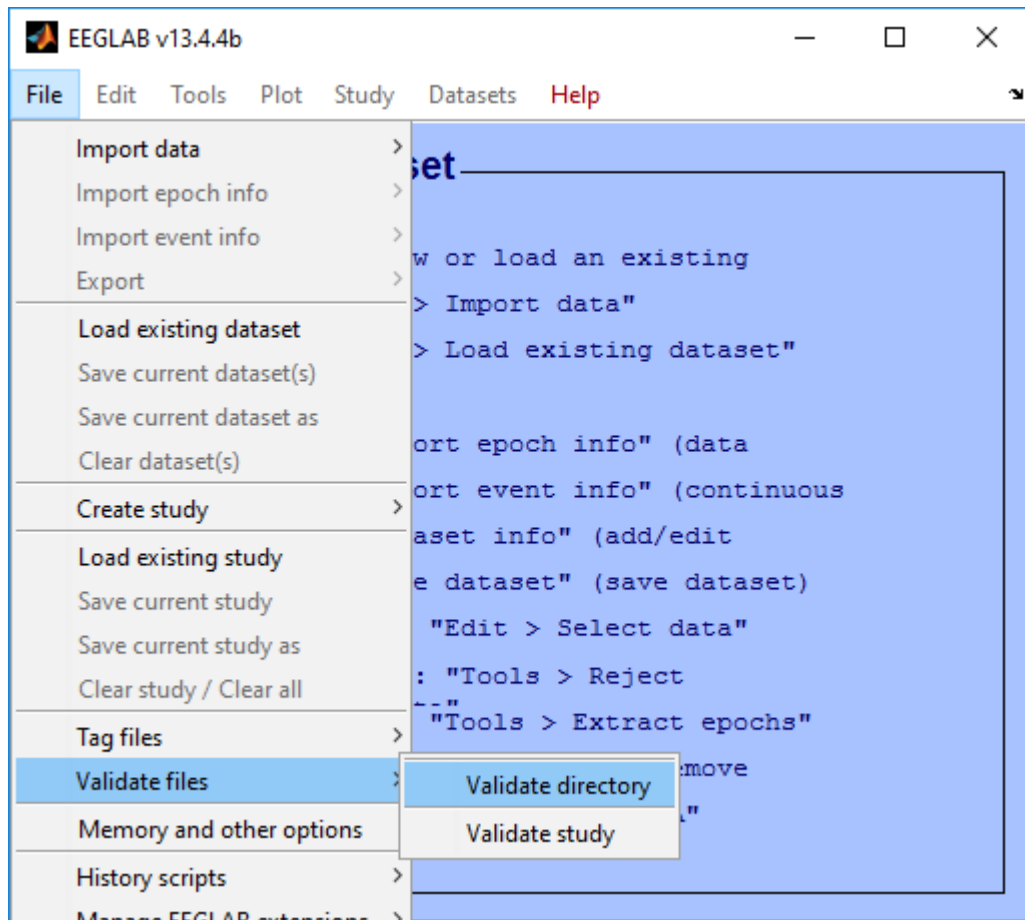 EEGLAB v13.4.4b
File Edit Tools Plot Study Datasets Help
Import data
Import epoch info
Import event info
Export
Load existing dataset
Save current dataset(s)
Save current dataset as
Clear dataset(s)
Create study
Load existing study
Save current study
Save current study as
Clear study / Clear all
Tag files
Validate files
Memory and other options
History scripts
Manage EEGLAB extensions
Validate directory
Validate study
set
w or load an existing
> Import data"
> Load existing dataset"
ort epoch info" (data
ort event info" (continuous
aset info" (add/edit
e dataset" (save dataset)
"Edit > Select data"
: "Tools > Reject
"Tools > Extract epochs"
move
"